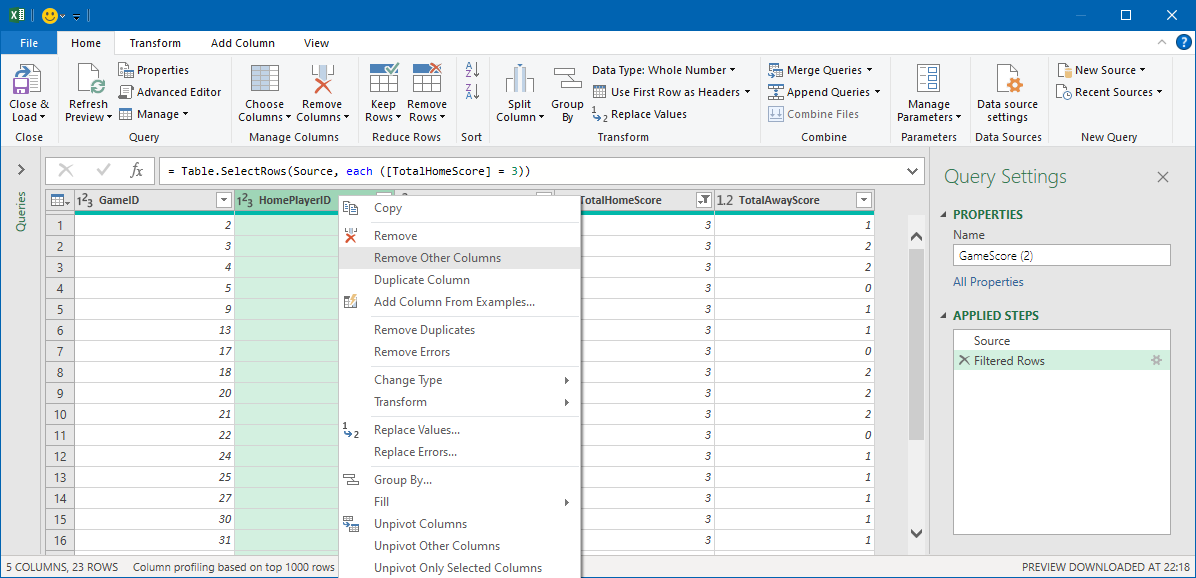 File Home Transform Add Column View
Properties
Advanced Editor
Manage
Data Type: Whole Number
Use First Row as Headers
Replace Values
Merge Queries
Append Queries
Combine Files
New Source
Recent Sources
Close & Load
Refresh Preview
Choose Columns
Remove Columns
Keep Rows
Remove Rows
Split Column
Group By
Manage Parameters
Data source settings
Close Query Manage Columns Reduce Rows Sort Transform Combine Parameters Data Sources New Query
= Table.SelectRows(Source, each ([TotalHomeScore] = 3))
Queries
GameID HomePlayerID TotalHomeScore 1.2 TotalAwayScore
1 2 3 1
2 3 3 2
3 4 3 2
4 5 3 0
5 9 3 1
6 13 3 1
7 17 3 0
8 18 3 2
9 20 3 2
10 21 3 2
11 22 3 0
12 24 3 1
13 25 3 1
14 27 3 1
15 30 3 1
16 31 3 1
Copy
Remove
Remove Other Columns
Duplicate Column
Add Column From Examples...
Remove Duplicates
Remove Errors
Change Type
Transform
Replace Values...
Replace Errors...
Group By...
Fill
Unpivot Columns
Unpivot Other Columns
Unpivot Only Selected Columns
Query Settings
PROPERTIES
Name
GameScore (2)
All Properties
APPLIED STEPS
Source
Filtered Rows
5 COLUMNS, 23 ROWS Column profiling based on top 1000 rows PREVIEW DOWNLOADED AT 22:18